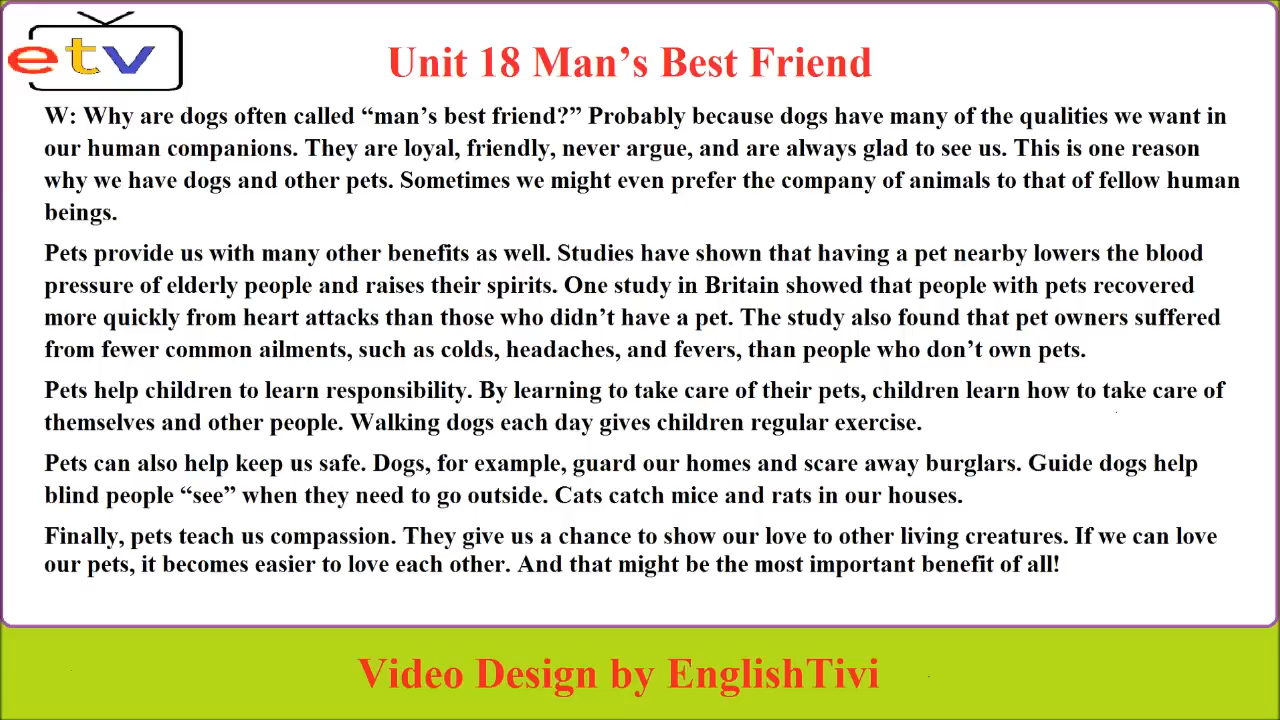 etv
Unit 18 Man’s Best Friend
W: Why are dogs often called “man’s best friend?” Probably because dogs have many of the qualities we want in
our human companions. They are loyal, friendly, never argue, and are always glad to see us. This is one reason
why we have dogs and other pets. Sometimes we might even prefer the company of animals to that of fellow human
beings.
Pets provide us with many other benefits as well. Studies have shown that having a pet nearby lowers the blood
pressure of elderly people and raises their spirits. One study in Britain showed that people with pets recovered
more quickly from heart attacks than those who didn’t have a pet. The study also found that pet owners suffered
from fewer common ailments, such as colds, headaches, and fevers, than people who don’t own pets.
Pets help children to learn responsibility. By learning to take care of their pets, children learn how to take care of
themselves and other people. Walking dogs each day gives children regular exercise.
Pets can also help keep us safe. Dogs, for example, guard our homes and scare away burglars. Guide dogs help
blind people “see” when they need to go outside. Cats catch mice and rats in our houses.
Finally, pets teach us compassion. They give us a chance to show our love to other living creatures. If we can love
our pets, it becomes easier to love each other. And that might be the most important benefit of all!
Video Design by EnglishTivi